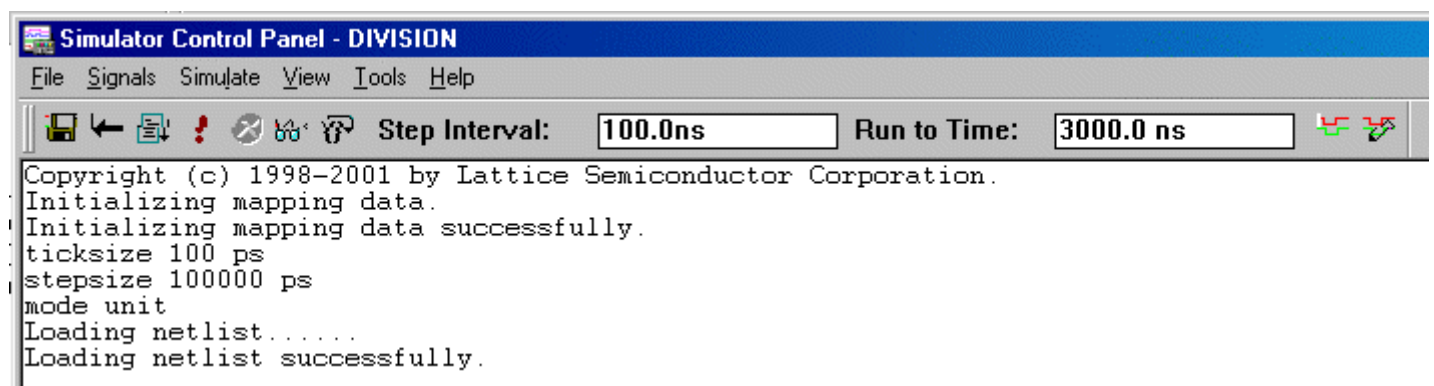 Simulator Control Panel - DIVISION
File Signals Simulate View Tools Help
Step Interval: 100.0ns Run to Time: 3000.0 ns
Copyright (c) 1998-2001 by Lattice Semiconductor Corporation.
Initializing mapping data.
Initializing mapping data successfully.
ticksize 100 ps
stepsize 100000 ps
mode unit
Loading netlist......
Loading netlist successfully.